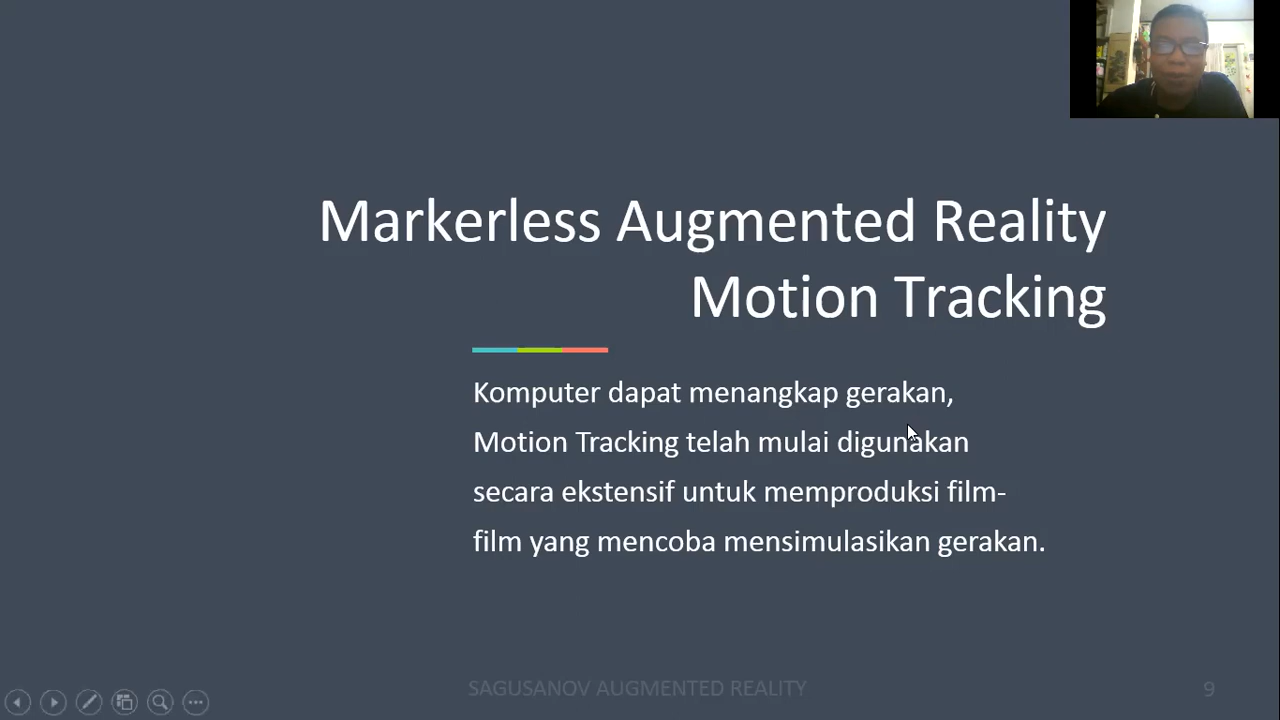 Markerless Augmented Reality
Motion Tracking
Komputer dapat menangkap gerakan,
Motion Tracking telah mulai digunakan
secara ekstensif untuk memproduksi film-
film yang mencoba mensimulasikan gerakan.
SAGUSANOV AUGMENTED REALITY
9